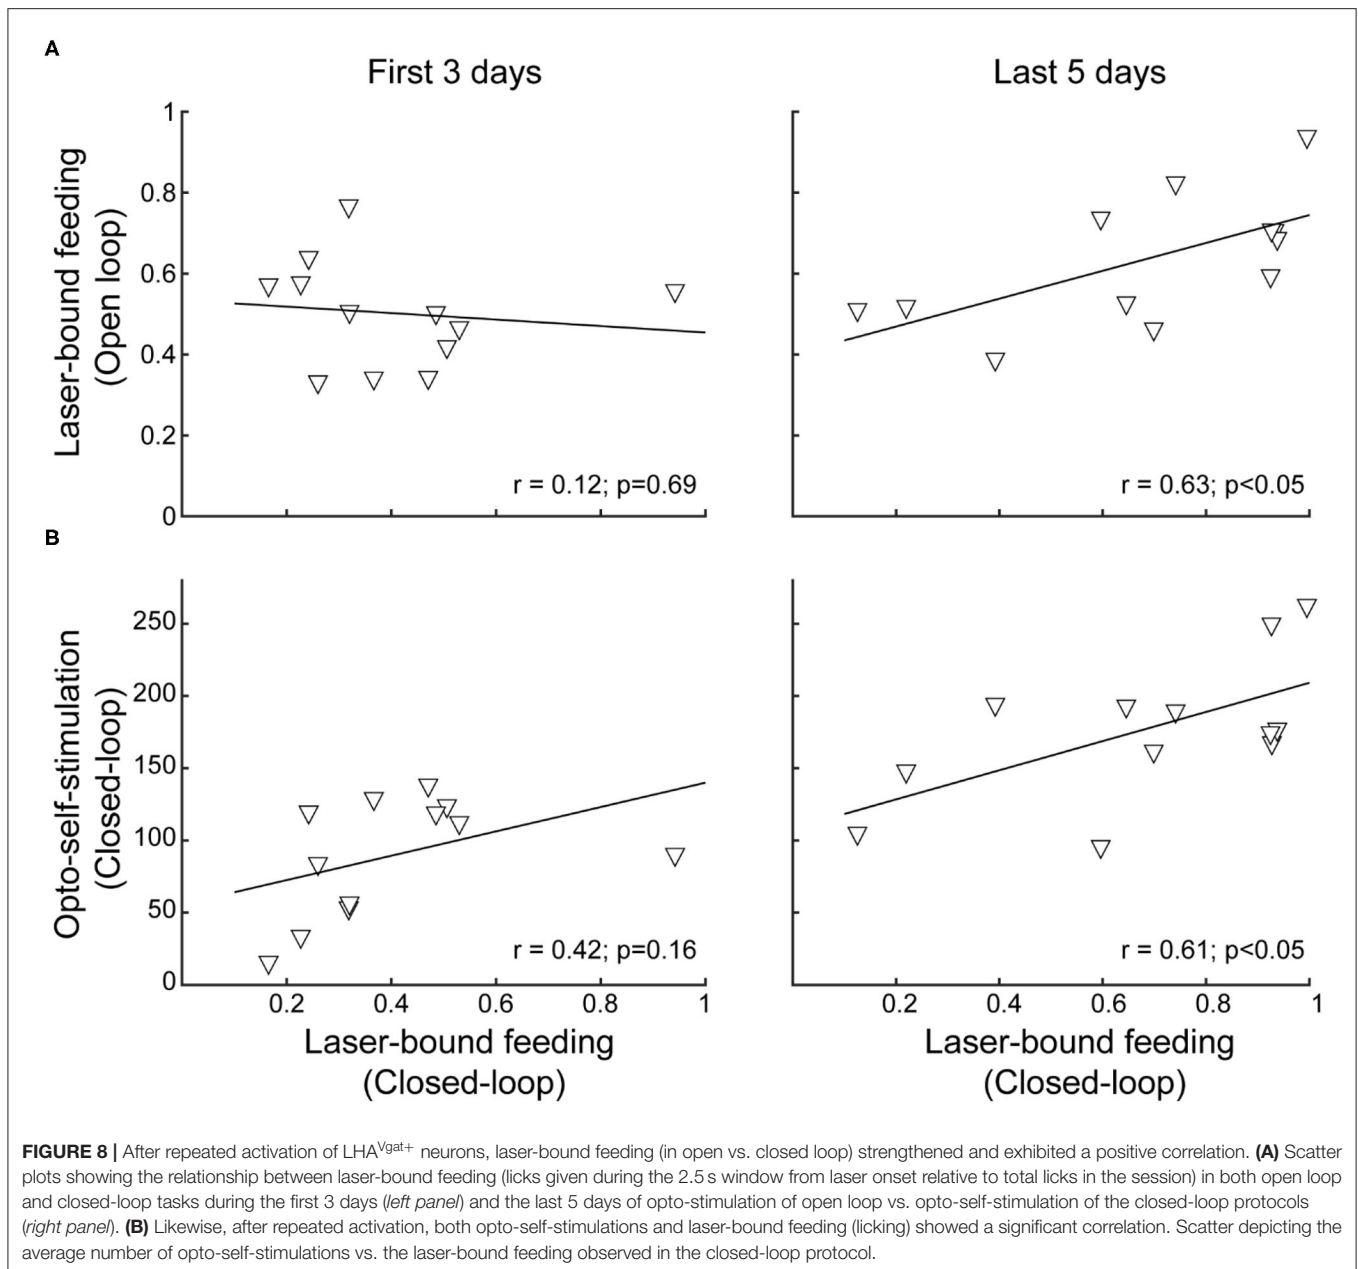 A
First 3 days
Last 5 days
Laser-bound feeding
(Open loop)
1
0.8
0.6
0.4
0.2
0
r = 0.12; p=0.69
r = 0.63; p<0.05
B
Opto-self-stimulation
(Closed-loop)
250
200
150
100
50
0
r = 0.42; p=0.16
r = 0.61; p<0.05
0.2 0.4 0.6 0.8 1
0.2 0.4 0.6 0.8 1
Laser-bound feeding
(Closed-loop)
Laser-bound feeding
(Closed-loop)
FIGURE 8 | After repeated activation of LHAVgat+ neurons, laser-bound feeding (in open vs. closed loop) strengthened and exhibited a positive correlation. (A) Scatter
plots showing the relationship between laser-bound feeding (licks given during the 2.5 s window from laser onset relative to total licks in the session) in both open loop
and closed-loop tasks during the first 3 days (left panel) and the last 5 days of opto-stimulation of open loop vs. opto-self-stimulation of the closed-loop protocols
(right panel). (B) Likewise, after repeated activation, both opto-self-stimulations and laser-bound feeding (licking) showed a significant correlation. Scatter depicting the
average number of opto-self-stimulations vs. the laser-bound feeding observed in the closed-loop protocol.